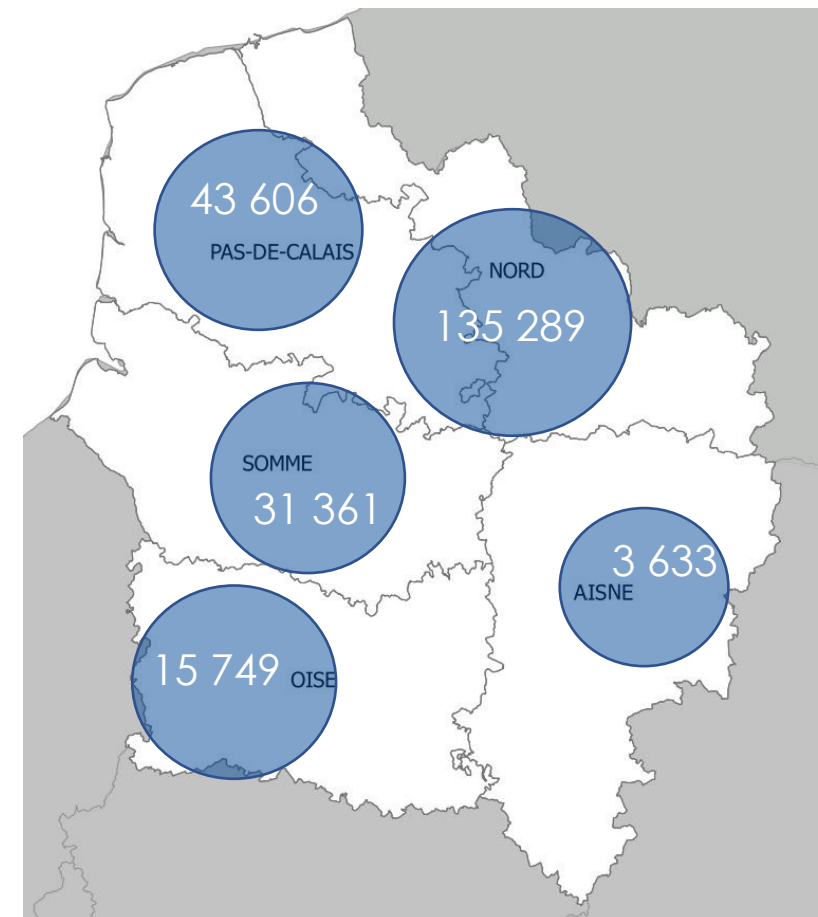 43 606
PAS-DE-CALAIS
NORD
135 289
SOMME
31 361
3 633
AISNE
15 749 OISE